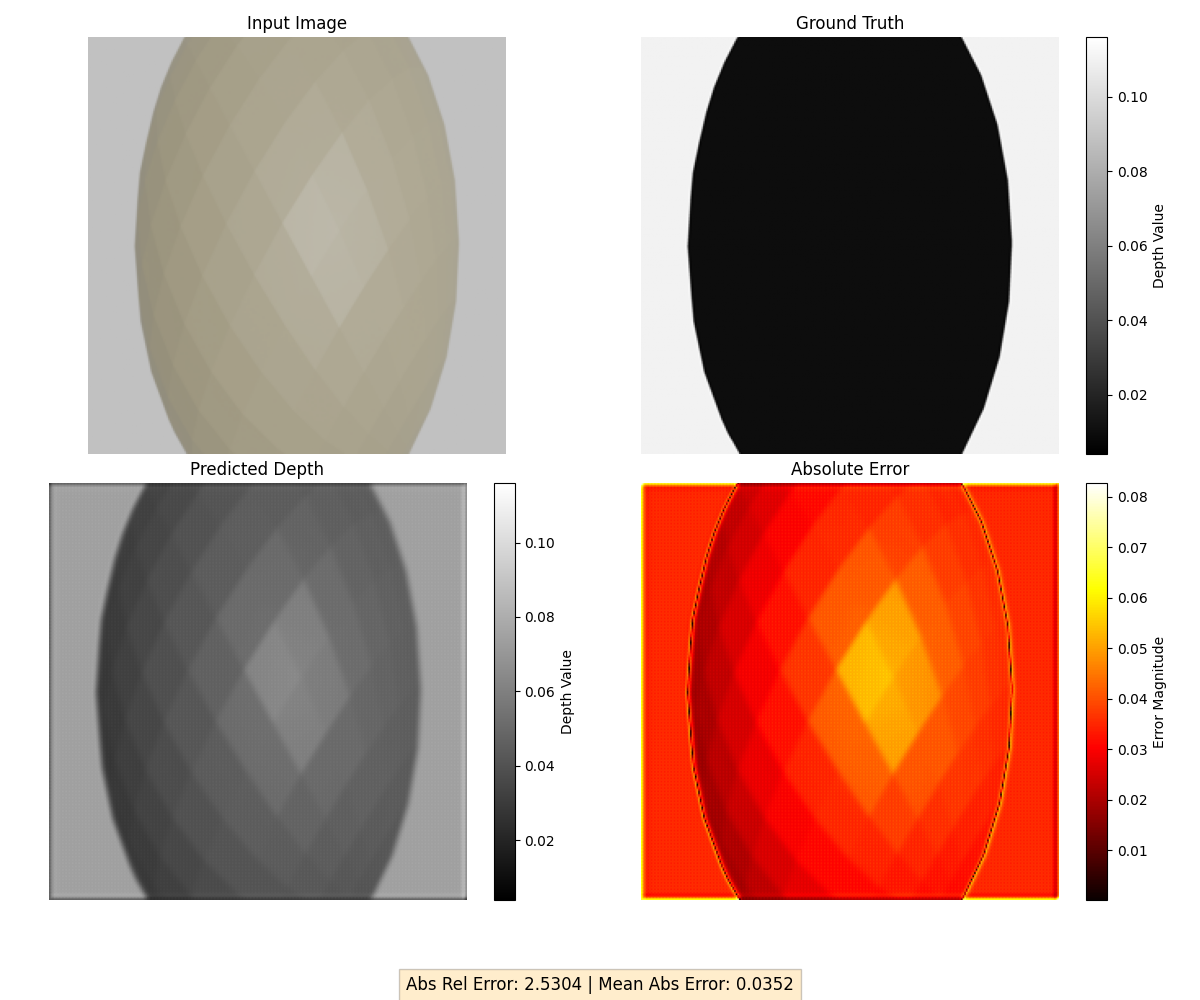 Input Image
Ground Truth
0.10
0.08
0.06
0.04
0.02
Depth Value
Predicted Depth
0.10
0.08
0.06
0.04
0.02
Depth Value
Absolute Error
0.08
0.07
0.06
0.05
0.04
0.03
0.02
0.01
Error Magnitude
Abs Rel Error: 2.5304 | Mean Abs Error: 0.0352